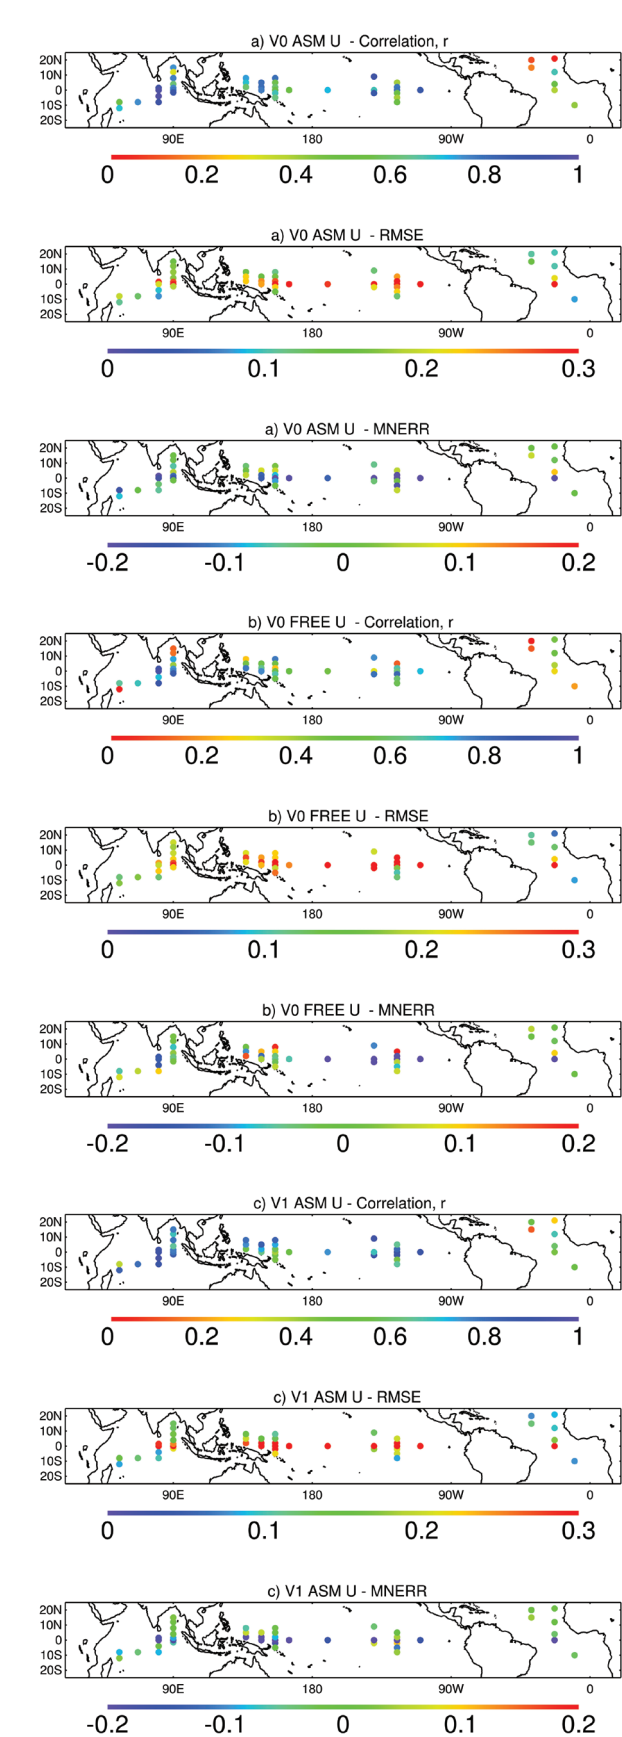 a) V0 ASM U - Correlation, r
20N
10N
0
10S
20S
90E 180 90W 0
0 0.2 0.4 0.6 0.8 1
a) V0 ASM U - RMSE
20N
10N
0
10S
20S
90E 180 90W 0
0 0.1 0.2 0.3
a) V0 ASM U - MNERR
20N
10N
0
10S
20S
90E 180 90W 0
-0.2 -0.1 0 0.1 0.2
b) V0 FREE U - Correlation, r
20N
10N
0
10S
20S
90E 180 90W 0
0 0.2 0.4 0.6 0.8 1
b) V0 FREE U - RMSE
20N
10N
0
10S
20S
90E 180 90W 0
0 0.1 0.2 0.3
b) V0 FREE U - MNERR
20N
10N
0
10S
20S
90E 180 90W 0
-0.2 -0.1 0 0.1 0.2
c) V1 ASM U - Correlation, r
20N
10N
0
10S
20S
90E 180 90W 0
0 0.2 0.4 0.6 0.8 1
c) V1 ASM U - RMSE
20N
10N
0
10S
20S
90E 180 90W 0
0 0.1 0.2 0.3
c) V1 ASM U - MNERR
20N
10N
0
10S
20S
90E 180 90W 0
-0.2 -0.1 0 0.1 0.2